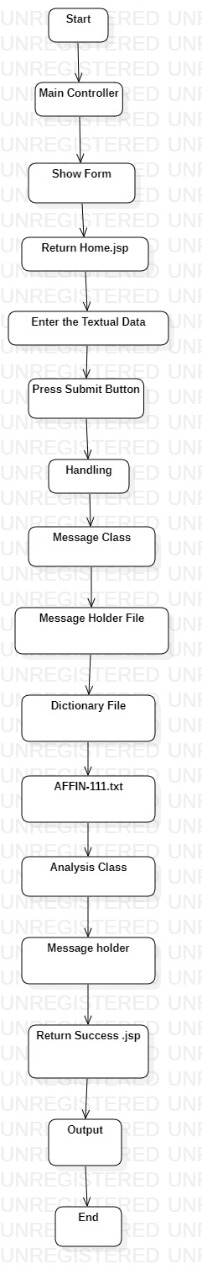 Start
Main Controller
Show Form
Return Home.jsp
Enter the Textual Data
Press Submit Button
Handling
Message Class
Message Holder File
Dictionary File
AFFIN-111.txt
Analysis Class
Message holder
Return Success .jsp
Output
End
UNREGISTERED